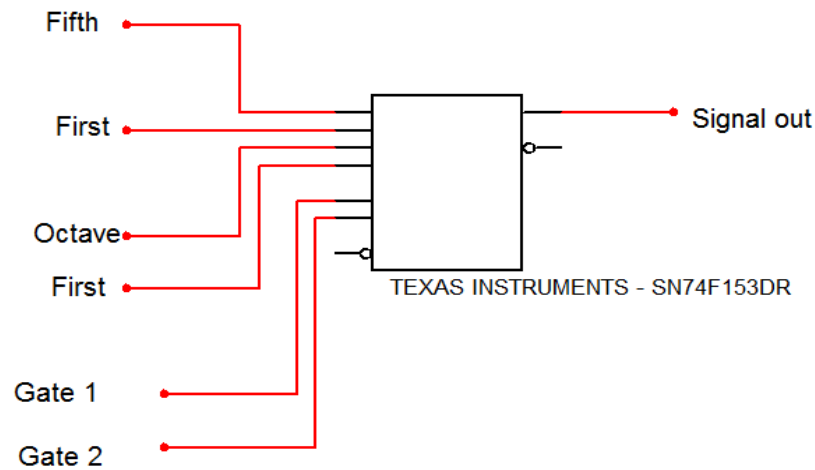 Fifth
First
Signal out
Octave
First
TEXAS INSTRUMENTS - SN74F153DR
Gate 1
Gate 2